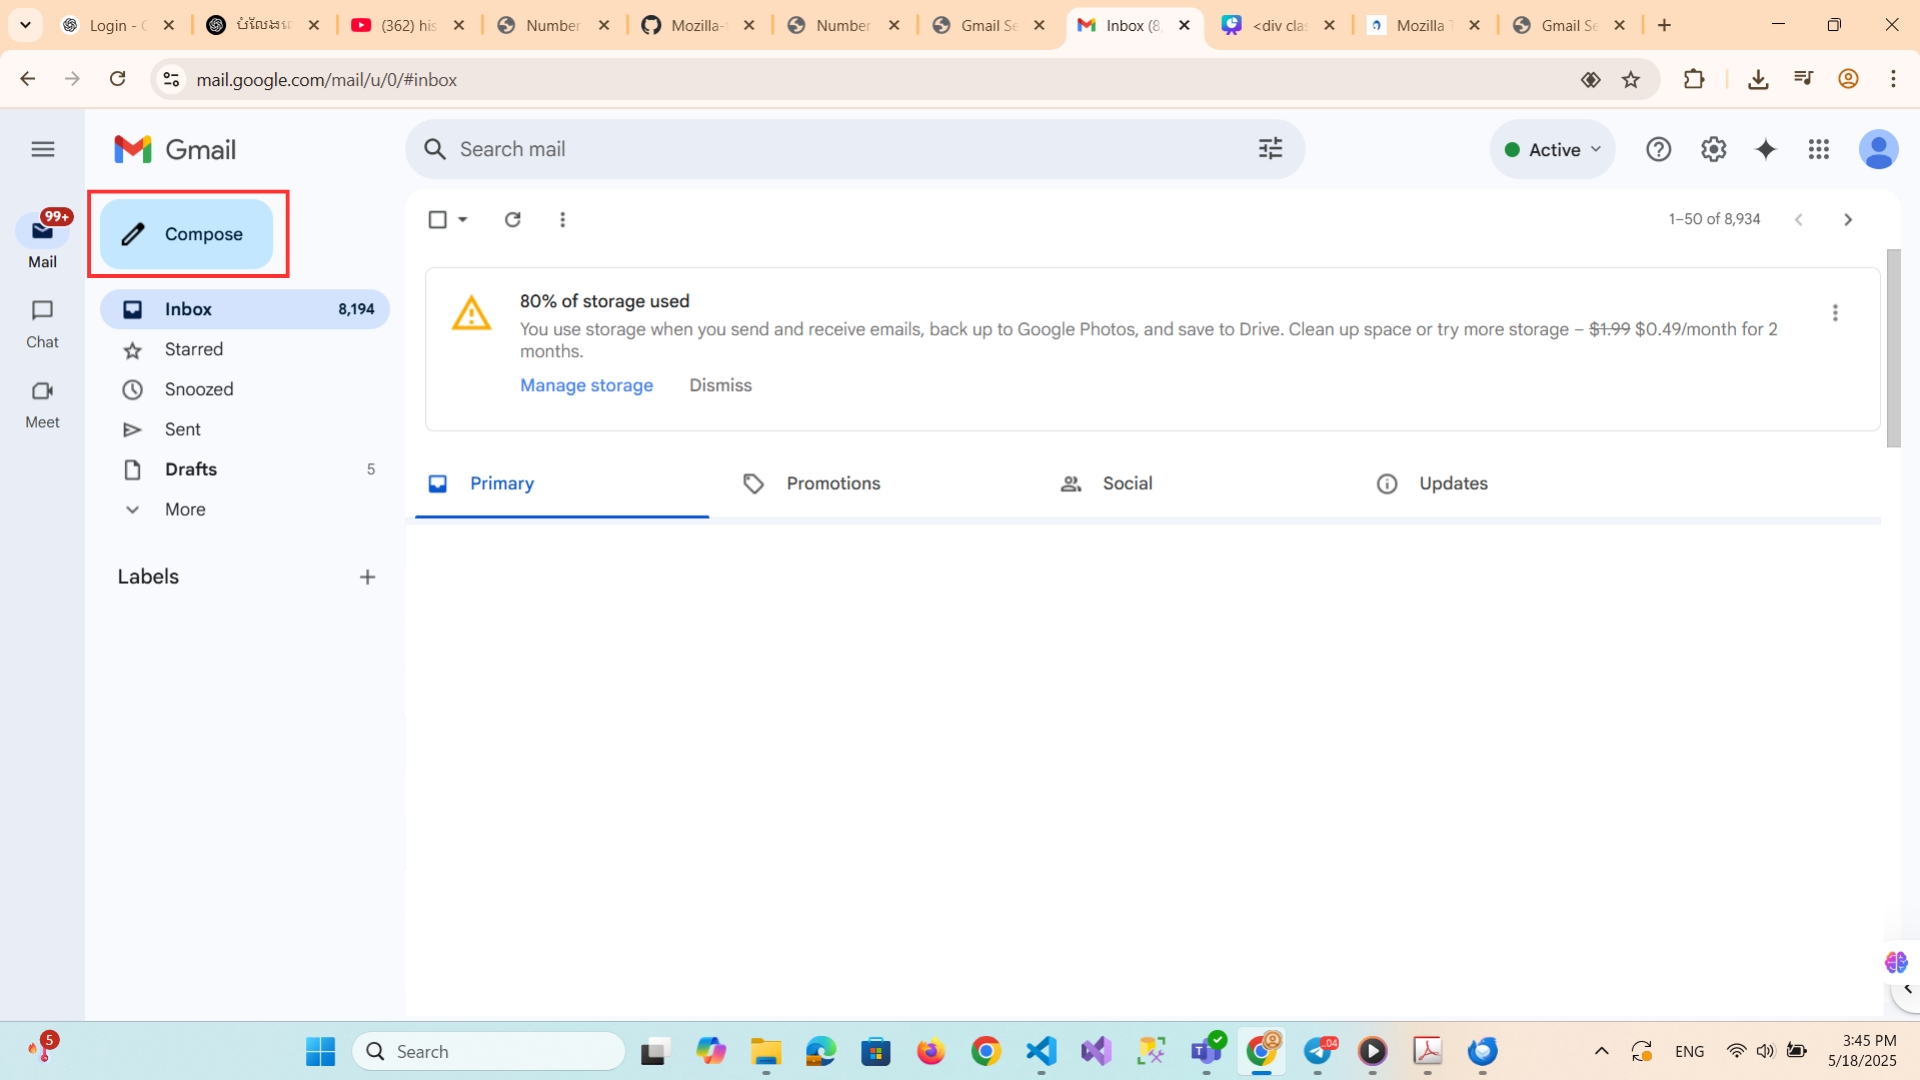 Login - C
បំលែងពេ
(362) his
Number
Mozilla-
Number
Gmail Se
Inbox (8,
<div clas
Mozilla T
Gmail Se
mail.google.com/mail/u/0/#inbox
Gmail
Search mail
Active
99+
Mail
Compose
1–50 of 8,934
Chat
Meet
Inbox 8,194
Starred
Snoozed
Sent
Drafts 5
More
Labels
80% of storage used
You use storage when you send and receive emails, back up to Google Photos, and save to Drive. Clean up space or try more storage – $1.99 $0.49/month for 2
months.
Manage storage Dismiss
Primary Promotions Social Updates
5
Search
.04
ENG
3:45 PM
5/18/2025